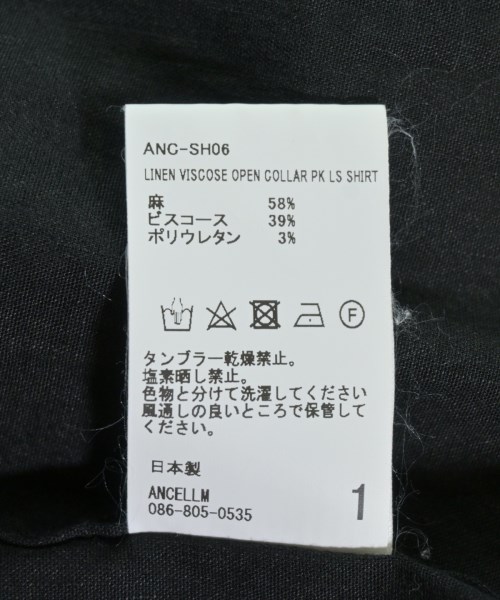 ANC-SH06
LINEN VISCOSE OPEN COLLAR PK LS SHIRT
麻 58%
ビスコース 39%
ポリウレタン 3%
F
タンブラー乾燥禁止。
塩素晒し禁止。
色物と分けて洗濯してください
風通しの良いところで保管して
ください。
日本製
ANCELLM
086-805-0535
1